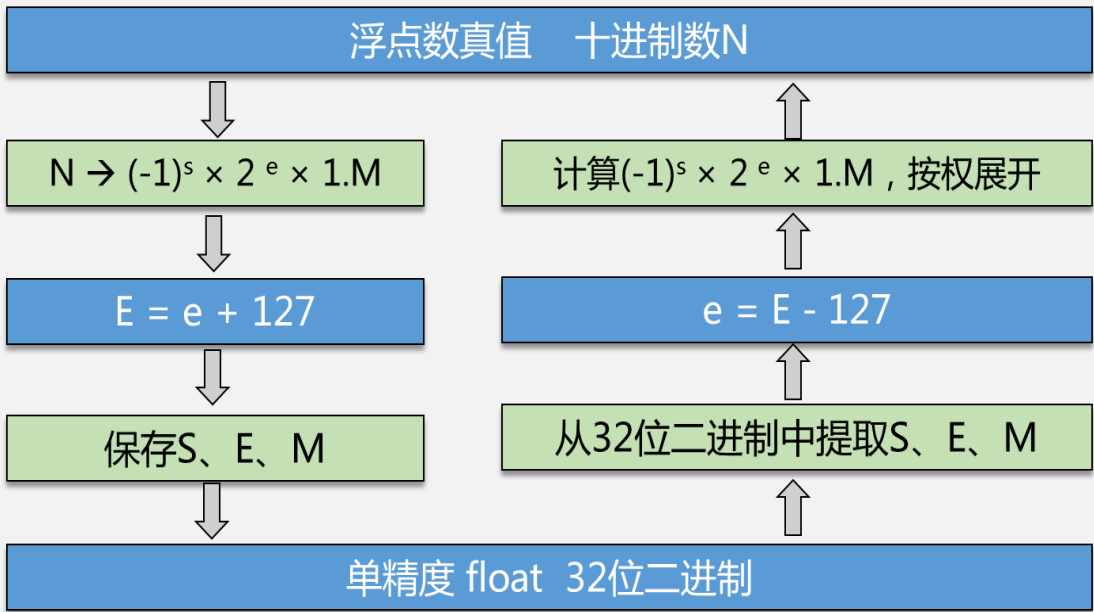 浮点数真值 十进制数N
N → (-1)ˢ × 2 ᵉ × 1.M
计算(-1)ˢ × 2 ᵉ × 1.M，按权展开
E = e + 127
e = E - 127
保存S、E、M
从32位二进制中提取S、E、M
单精度 float 32位二进制